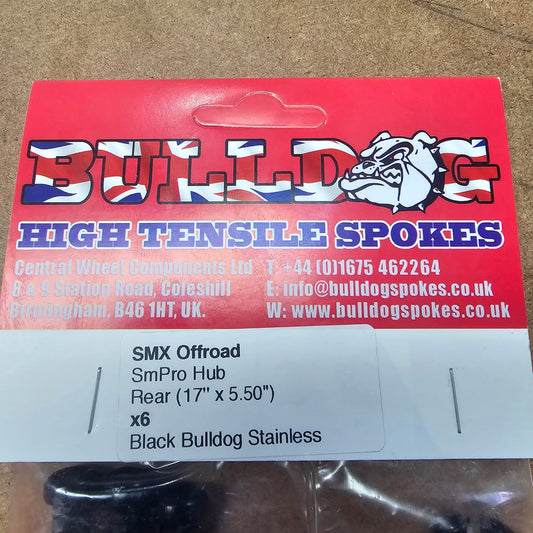 BULLDOG
HIGH TENSILE SPOKES
Central Wheel Components Ltd T: +44 (0)1675 462264
8 & 9 Station Road, Coleshill E: info@bulldogspokes.co.uk
Birmingham, B46 1HT, UK. W: www.bulldogspokes.co.uk
SMX Offroad
SmPro Hub
Rear (17" x 5.50")
x6
Black Bulldog Stainless